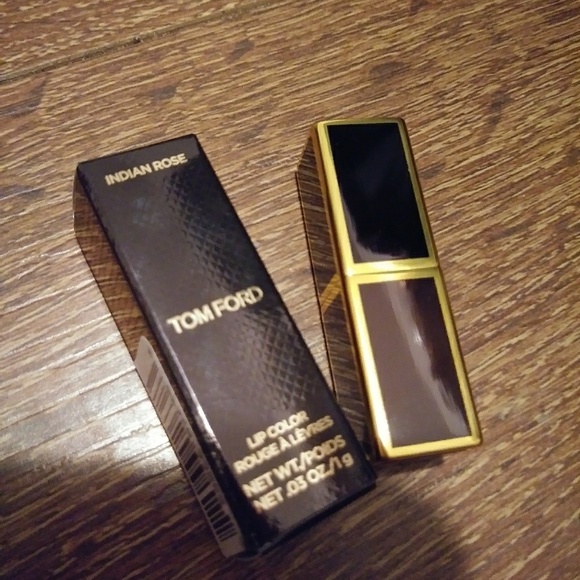 INDIAN ROSE
TOM FORD
LIP COLOR
ROUGE À LÈVRES
NET WT./POIDS
NET .03 OZ./1 g